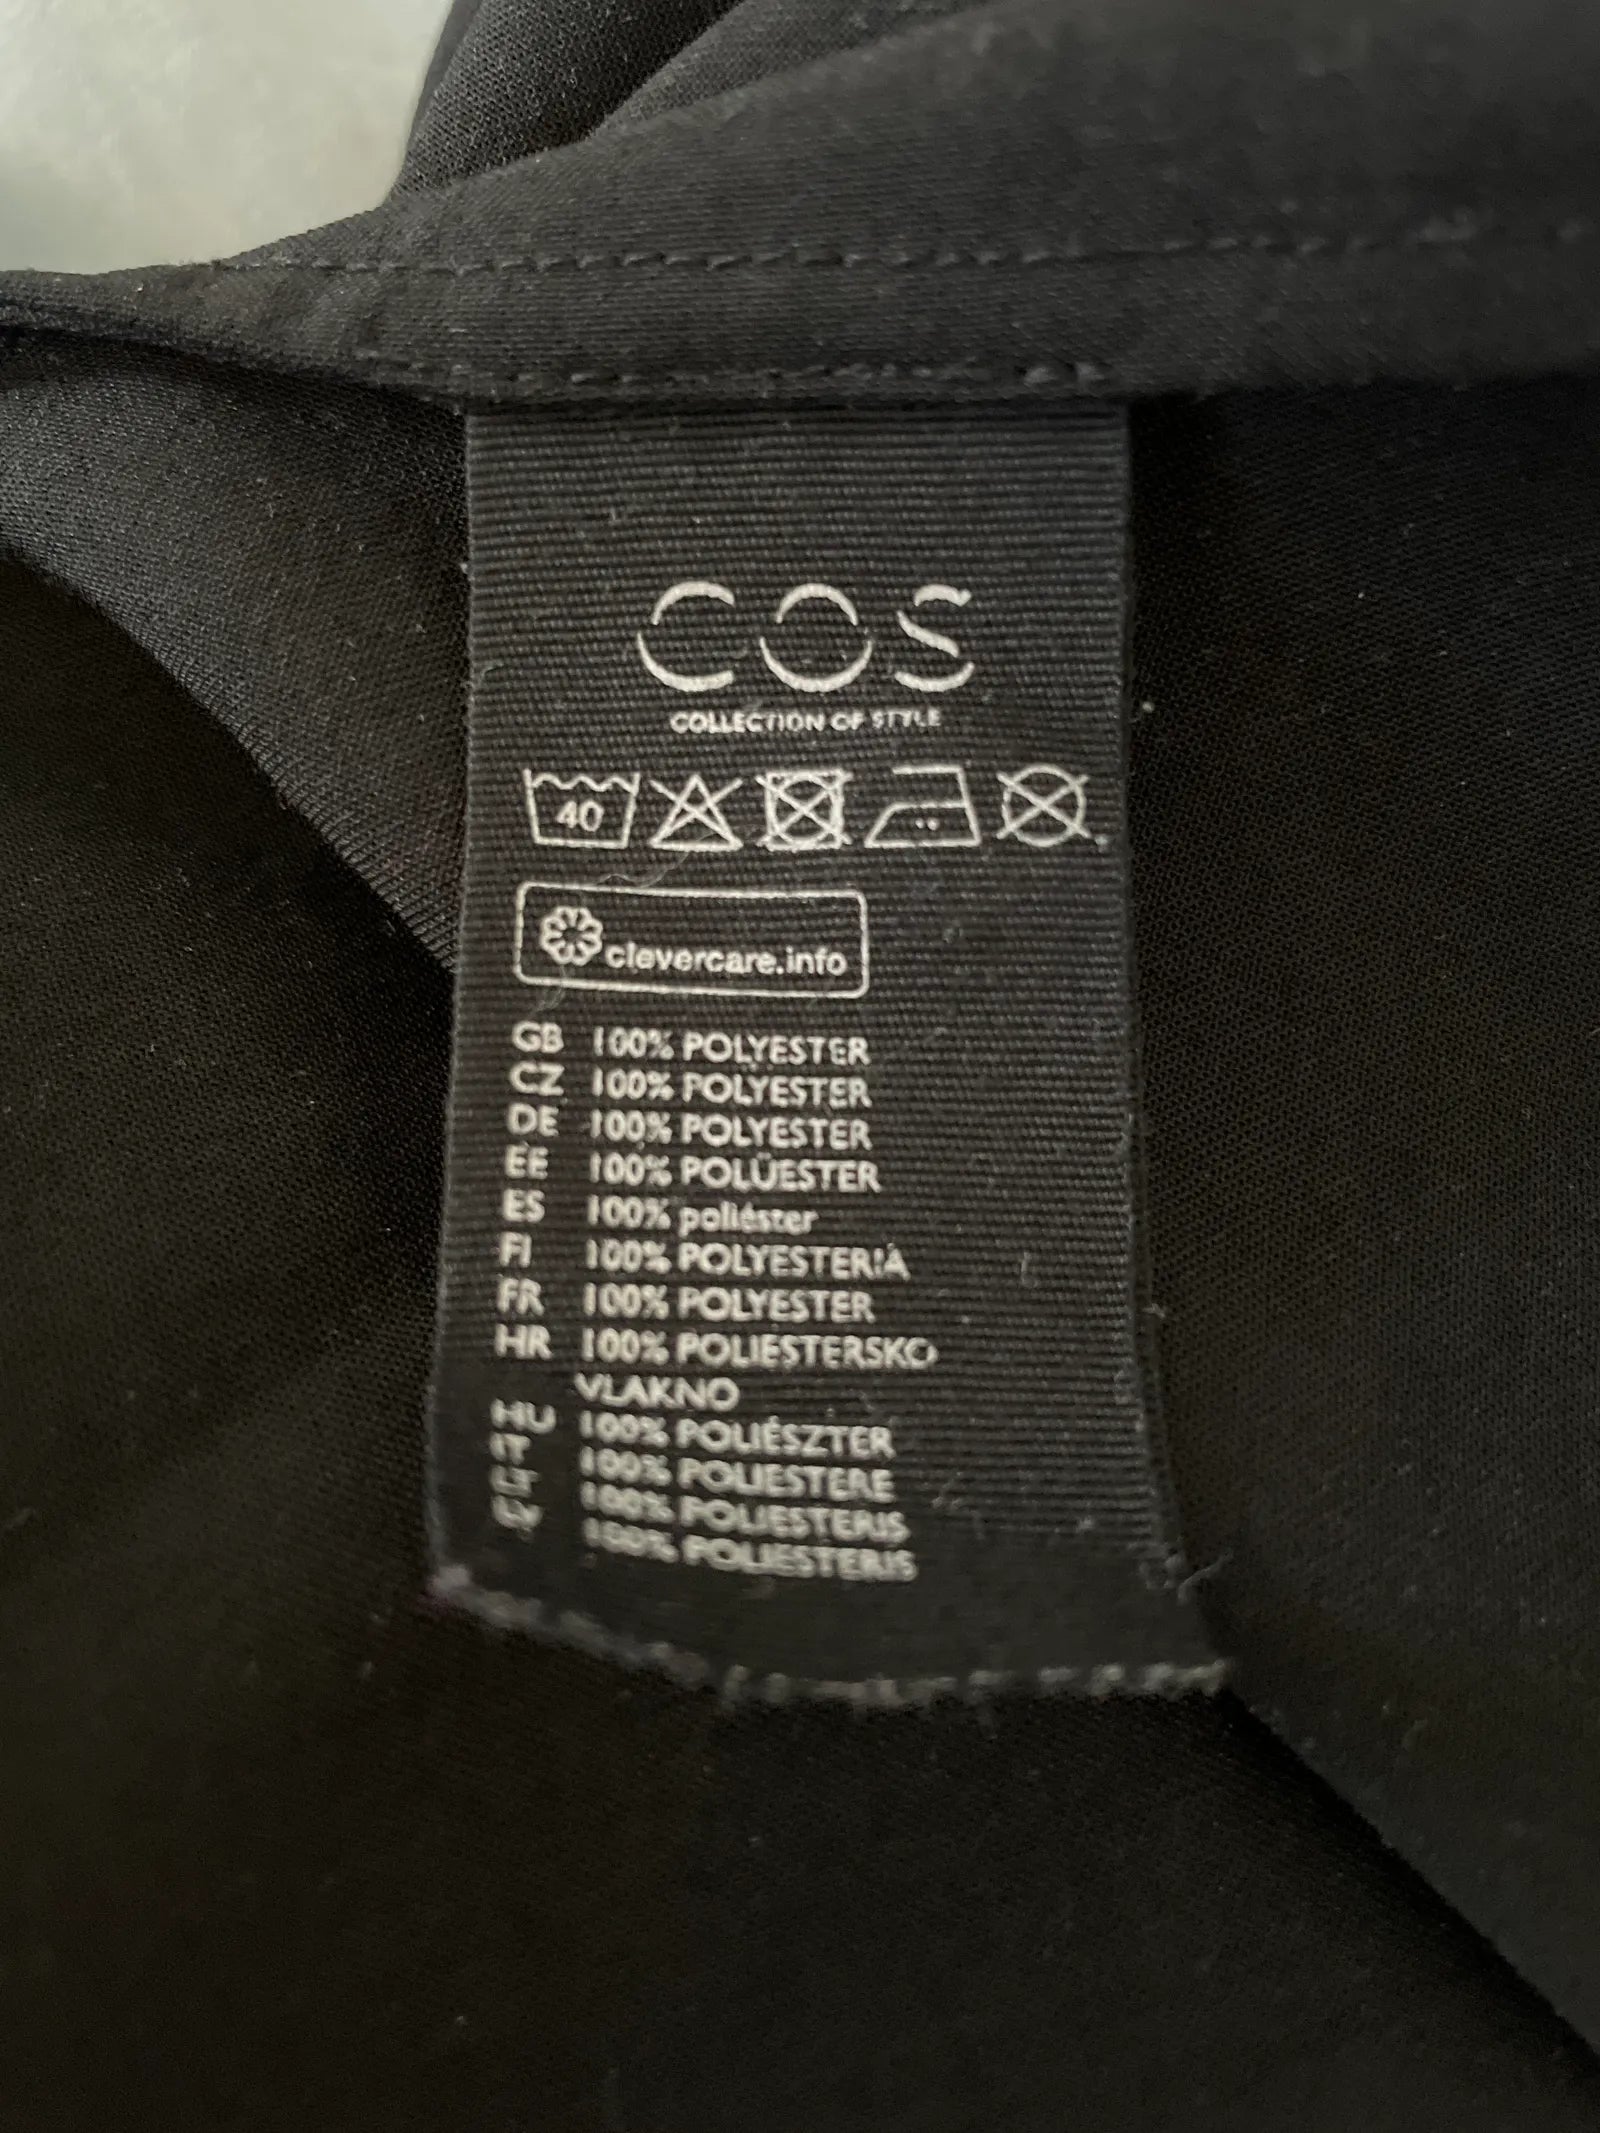 COS
COLLECTION OF STYLE
40
clevercare.info
GB 100% POLYESTER
CZ 100% POLYESTER
DE 100% POLYESTER
EE 100% POLÜESTER
ES 100% poliéster
FI 100% POLYESTERIÄ
FR 100% POLYESTER
HR 100% POLIESTERSKO
VLAKNO
HU 100% POLIÉSZTER
IT 100% POLIESTERE
LT 100% POLIESTERIS
LV 100% POLIESTERIS